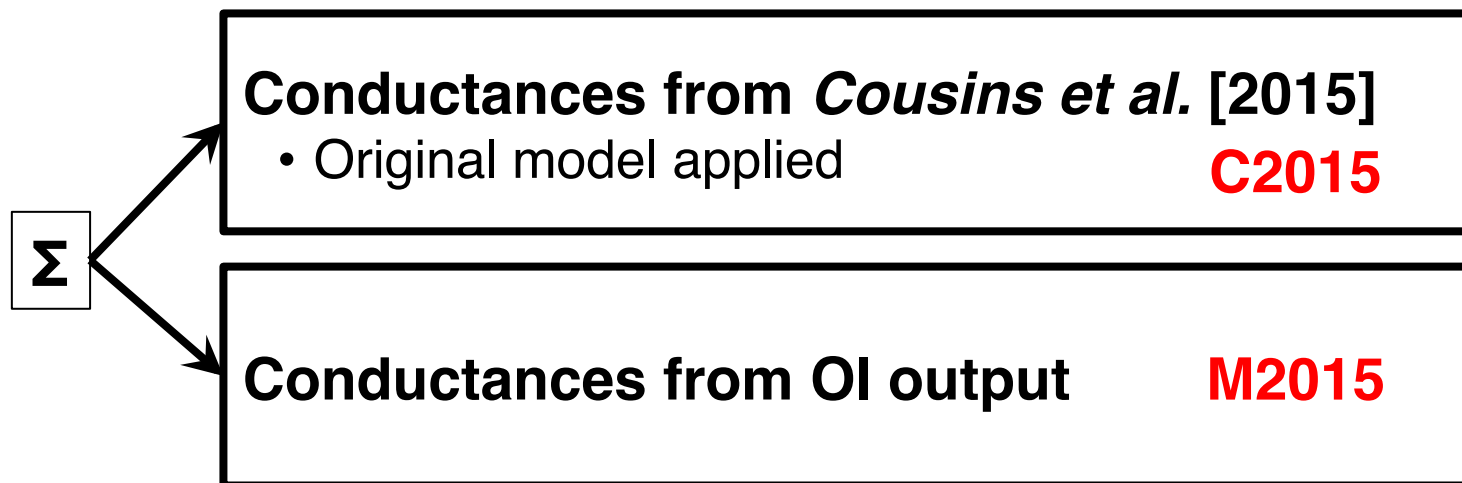 Σ
Conductances from Cousins et al. [2015]
• Original model applied
C2015
Conductances from OI output M2015